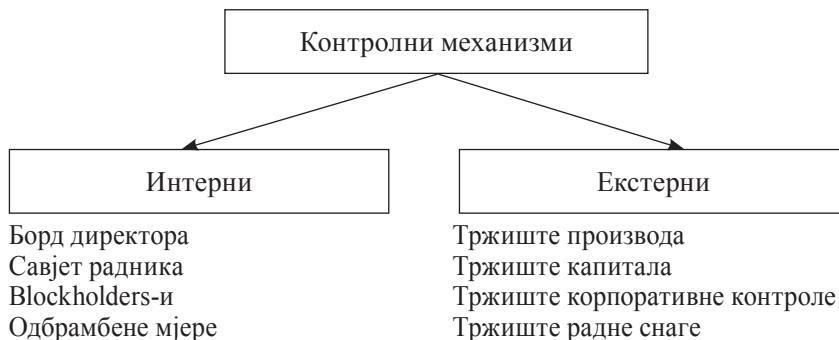 Контролни механизми
Интерни
Борд директора
Савјет радника
Blockholders-и
Одбрамбене мјере
Екстерни
Тржиште производа
Тржиште капитала
Тржиште корпоративне контроле
Тржиште радне снаге